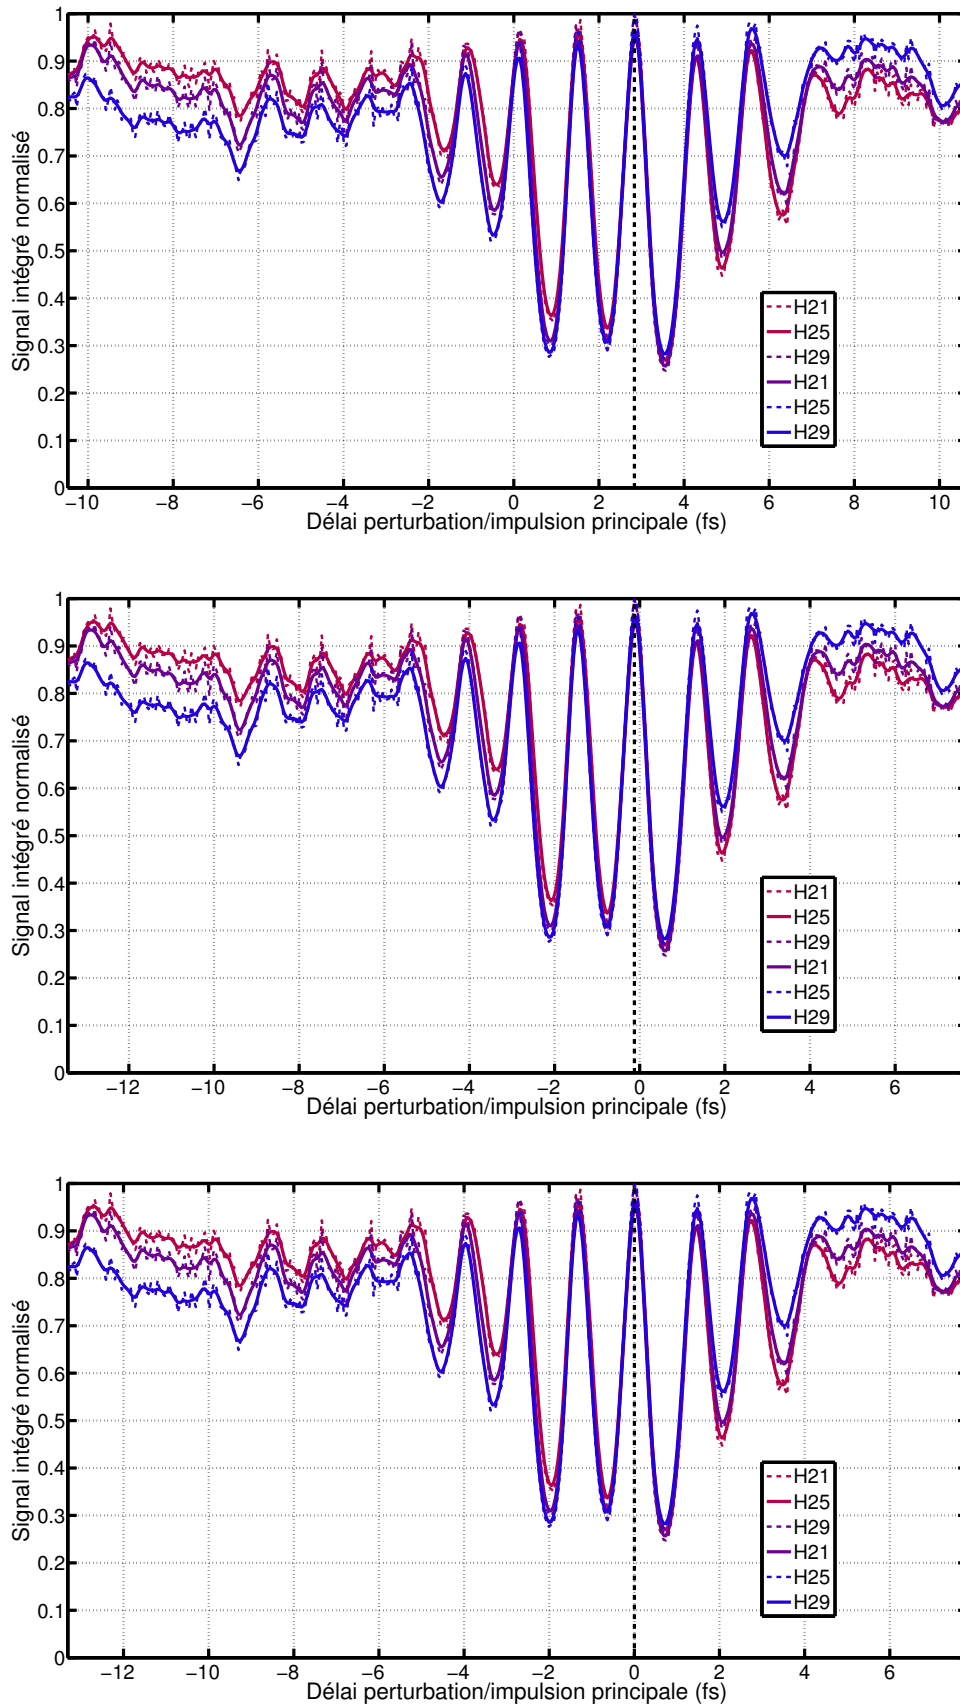 1
0.9
0.8
0.7
0.6
0.5
0.4
0.3
0.2
0.1
0
Signal intégré normalisé
H21
H25
H29
H21
H25
H29
−10 −8 −6 −4 −2 0 2 4 6 8 10
Délai perturbation/impulsion principale (fs)
1
0.9
0.8
0.7
0.6
0.5
0.4
0.3
0.2
0.1
0
Signal intégré normalisé
H21
H25
H29
H21
H25
H29
−12 −10 −8 −6 −4 −2 0 2 4 6
Délai perturbation/impulsion principale (fs)
1
0.9
0.8
0.7
0.6
0.5
0.4
0.3
0.2
0.1
0
Signal intégré normalisé
H21
H25
H29
H21
H25
H29
−12 −10 −8 −6 −4 −2 0 2 4 6
Délai perturbation/impulsion principale (fs)